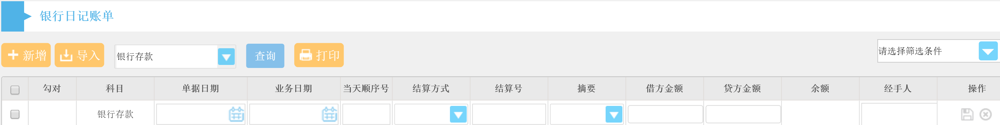 银行日记账单
新增 导入 银行存款 查询 打印 请选择筛选条件
勾对 科目 单据日期 业务日期 当天顺序号 结算方式 结算号 摘要 借方金额 贷方金额 余额 经手人 操作
银行存款